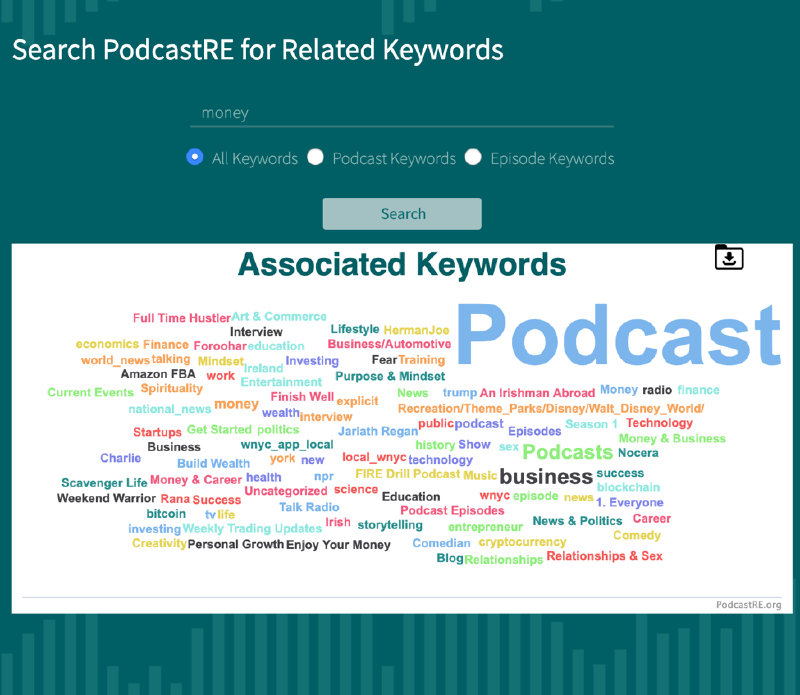 Search PodcastRE for Related Keywords
money
All Keywords Podcast Keywords Episode Keywords
Search
Associated Keywords
Podcast
Full Time Hustler Art & Commerce
Interview Lifestyle HermanJoe
economics Finance Foroohar education Business/Automotive
world_news talking Mindset Investing Fear Training
Amazon FBA work Ireland Purpose & Mindset
Current Events Spirituality Entertainment
Finish Well News trump An Irishman Abroad Money radio finance
national_news money wealth interview explicit Recreation/Theme_Parks/Disney/Walt_Disney_World/
Startups Get Started politics Jarlath Regan public podcast Episodes Season 1 Technology
Business wnyc_app_local history Show sex Podcasts Nocera Money & Business
Charlie Build Wealth york new local_wnyc technology
Scavenger Life Money & Career health npr FIRE Drill Podcast Music business success
blockchain
Weekend Warrior Rana Success Uncategorized science Education wnyc episode news 1. Everyone
bitcoin tv life Talk Radio Podcast Episodes
investing Weekly Trading Updates Irish storytelling entrepreneur News & Politics Career
Creativity Personal Growth Enjoy Your Money Comedian cryptocurrency Comedy
Blog Relationships Relationships & Sex
PodcastRE.org